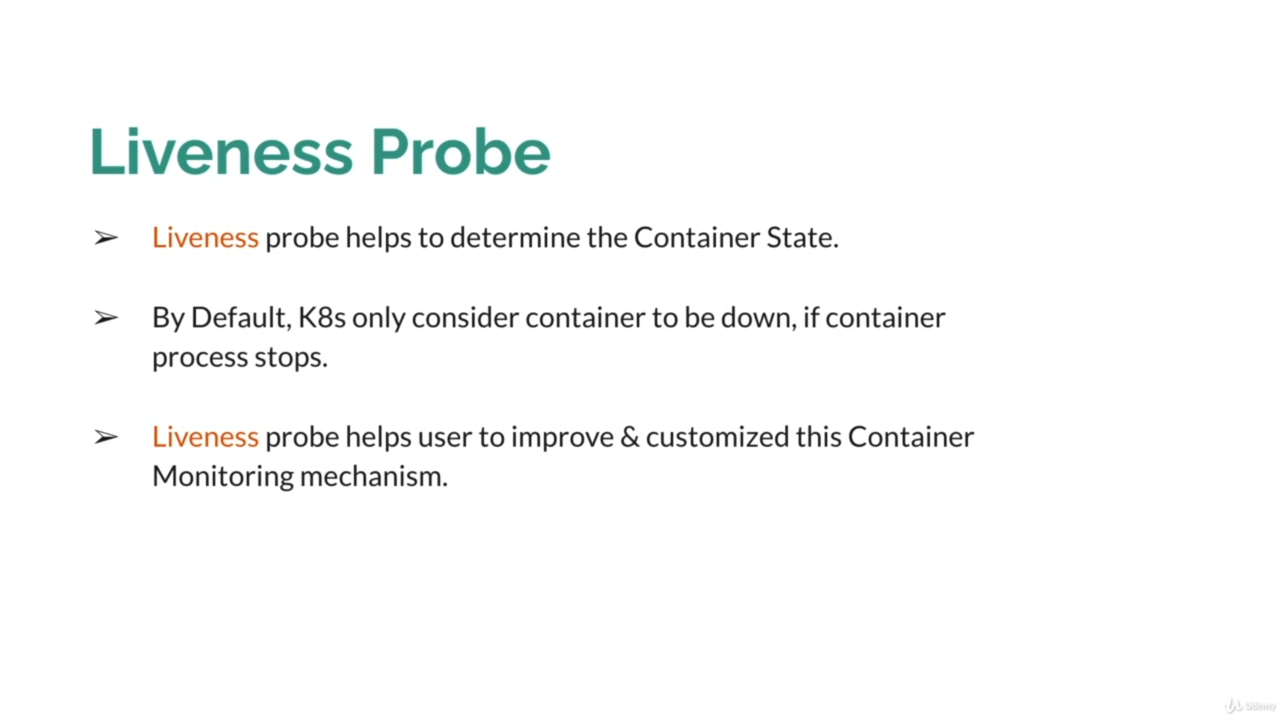 Liveness Probe
➢ Liveness probe helps to determine the Container State.
➢ By Default, K8s only consider container to be down, if container
process stops.
➢ Liveness probe helps user to improve & customized this Container
Monitoring mechanism.
Udemy